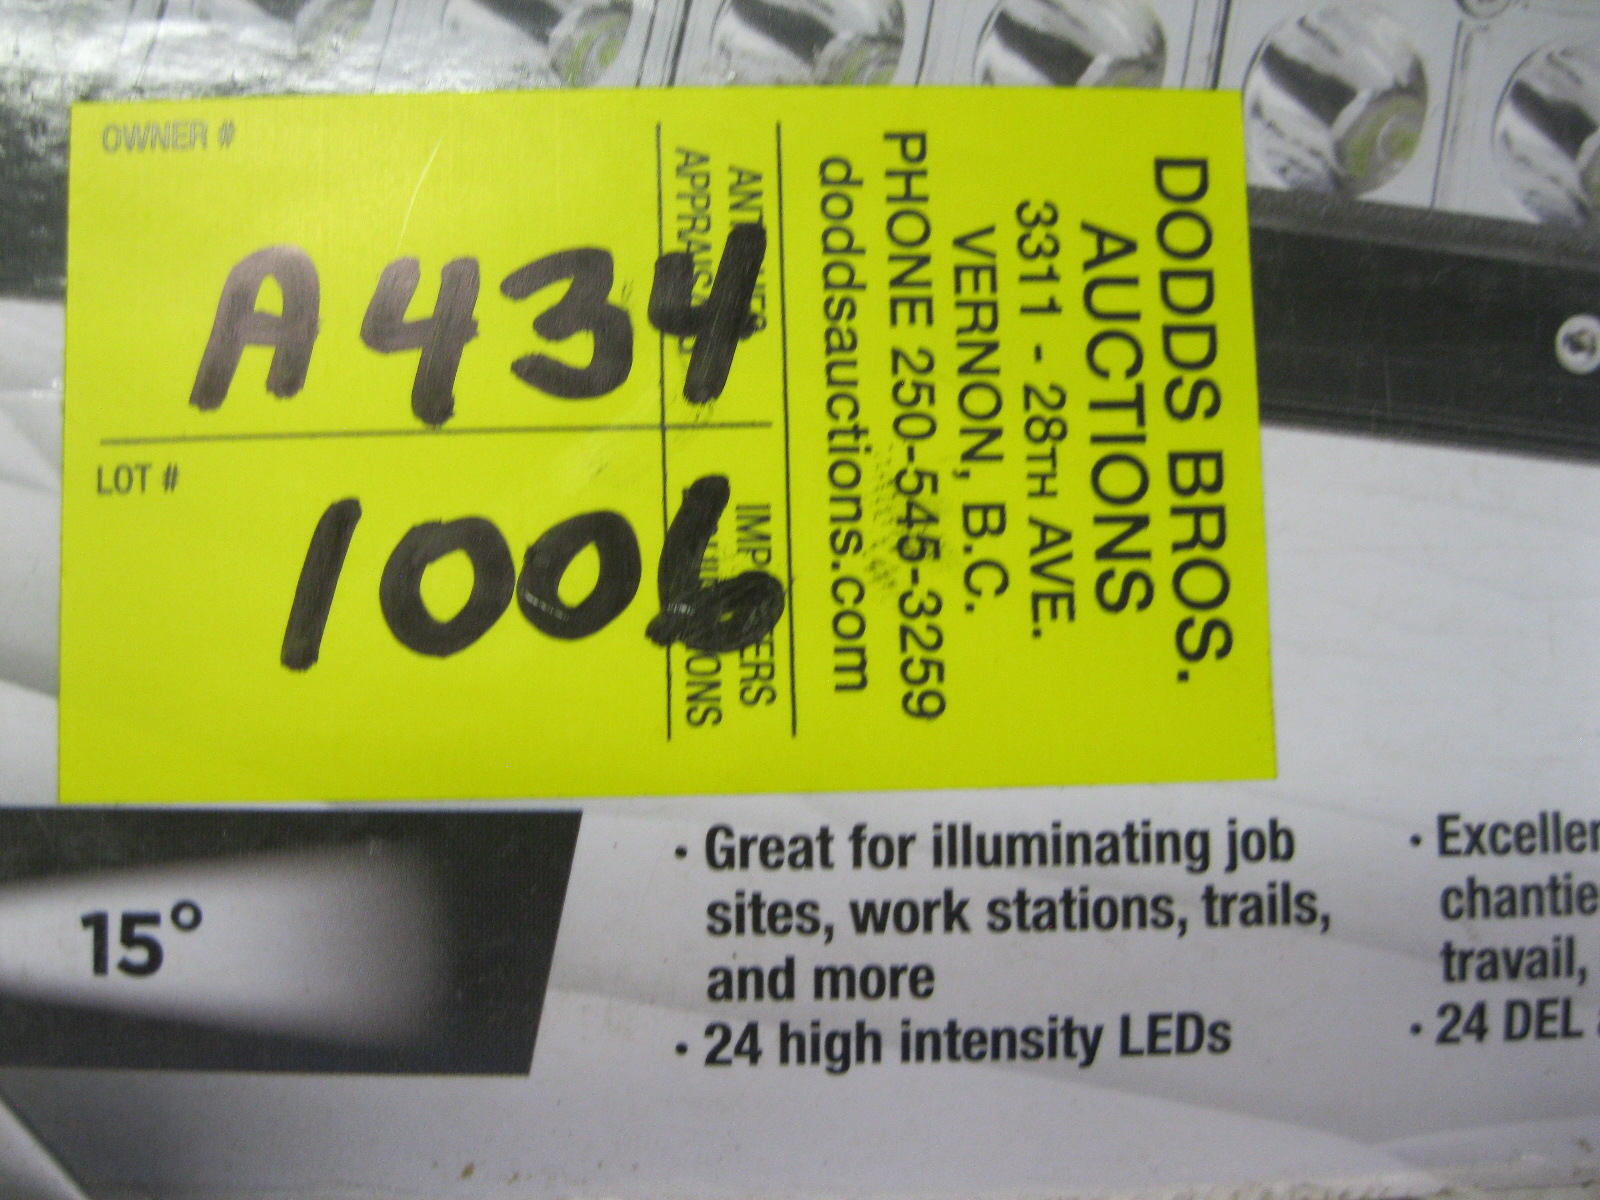 OWNER #
A434
LOT #
1006
DODDS BROS.
AUCTIONS
3311 - 28TH AVE.
VERNON, B.C.
PHONE 250-545-3259
doddsauctions.com
15°
· Great for illuminating job
sites, work stations, trails,
and more
· 24 high intensity LEDs
· Excellen
chantie
travail,
· 24 DEL